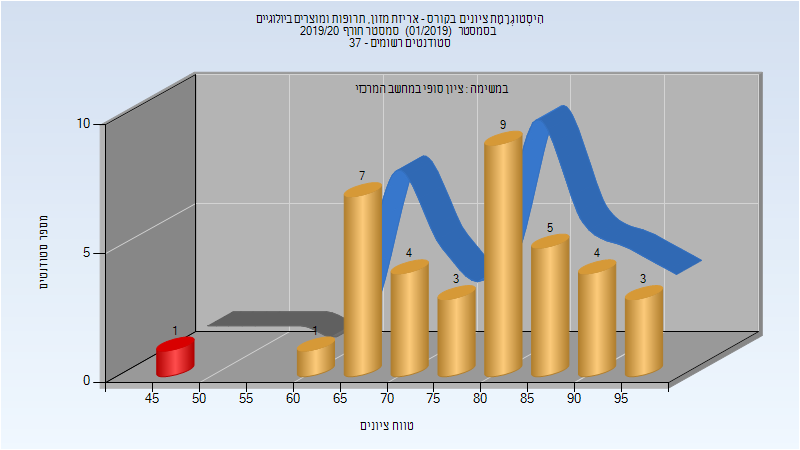 היסטוגרמת ציונים בקורס - אריזת מזון, תרופות ומוצרים ביולוגיים
בסמסטר (01/2019) סמסטר חורף 2019/20
סטודנטים רשומים - 37
במשימה : ציון סופי במחשב המרכזי
מספר סטודנטים
10
5
0
1
1
7
4
3
9
5
4
3
45 50 55 60 65 70 75 80 85 90 95
טווח ציונים